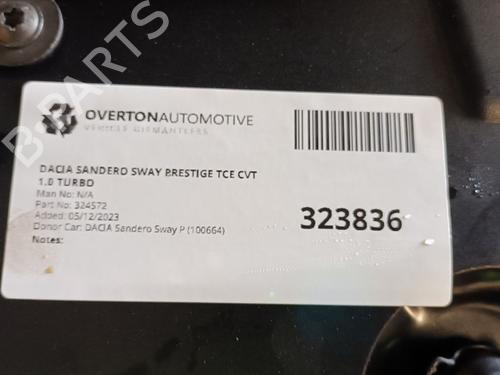 OVERTONAUTOMOTIVE
VEHICLE DISMANTLERS
DACIA SANDERO SWAY PRESTIGE TCE CVT
1.0 TURBO
Man No: N/A
Part No: 324572
Added: 05/12/2023
Donor Car: DACIA Sandero Sway P (100664)
Notes:
323836
B-PARTS